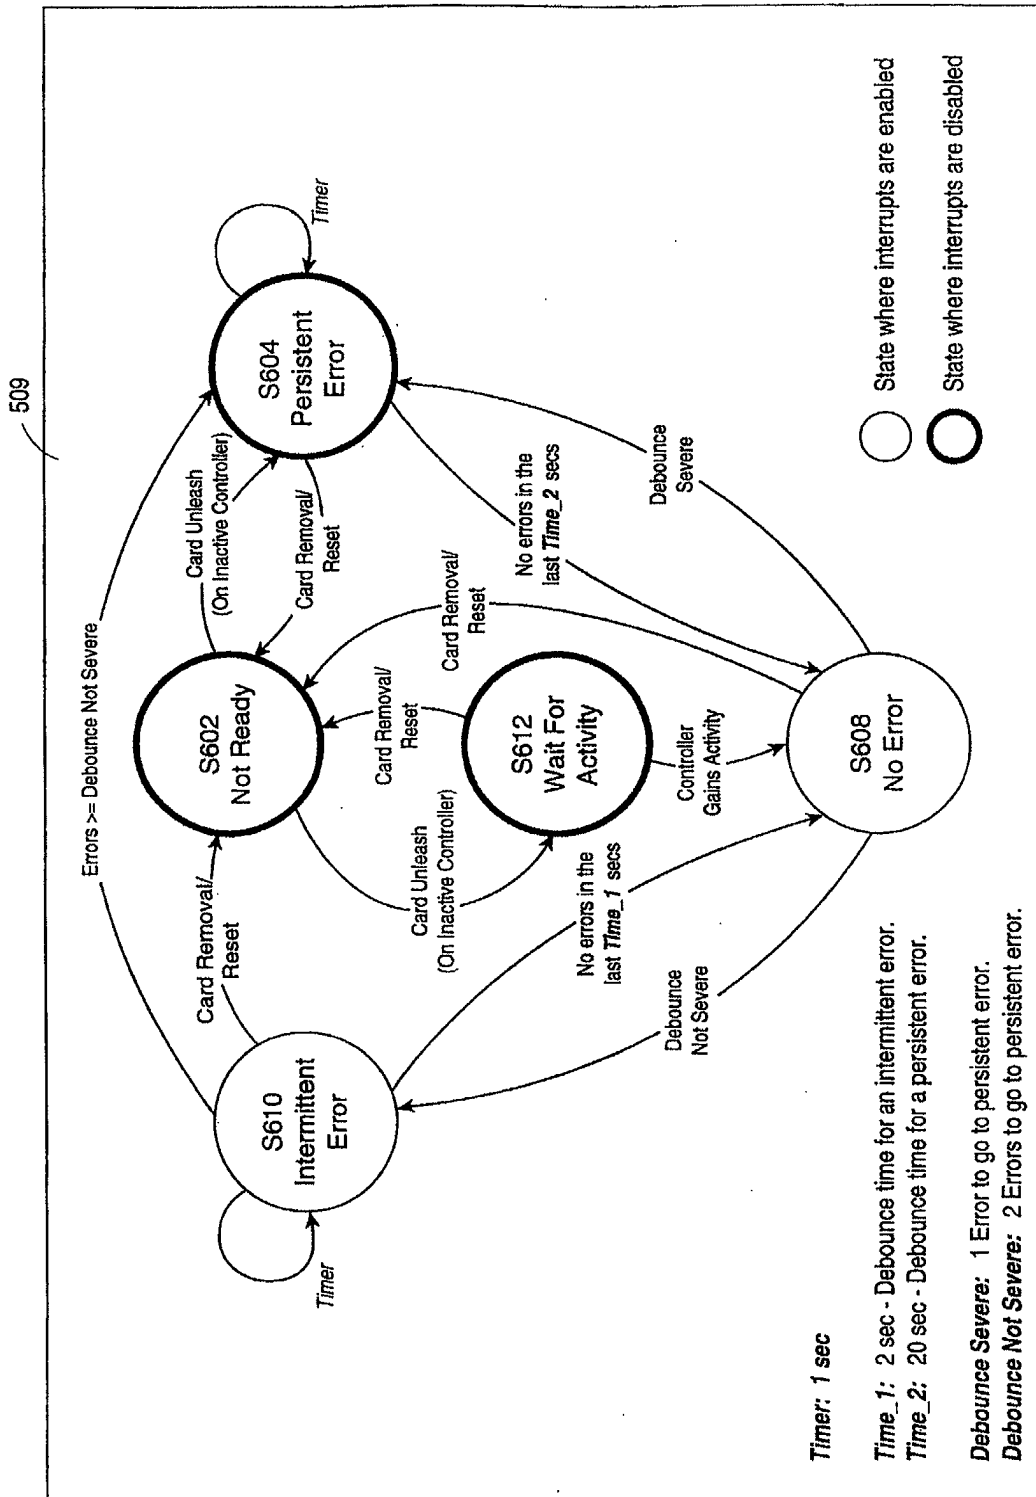 509
Errors >= Debounce Not Severe
S610
Intermittent
Error
Timer
Card Removal/
Reset
S602
Not Ready
Card Unleash
(On Inactive Controller)
Card Removal/
Reset
S604
Persistent
Error
Timer
Card Unleash
(On Inactive Controller)
Card Removal/
Reset
Card Removal/
Reset
S612
Wait For
Activity
No errors in the
last Time_1 secs
Controller
Gains Activity
No errors in the
last Time_2 secs
Debounce
Not Severe
Debounce
Severe
S608
No Error
Timer: 1 sec
Time_1: 2 sec - Debounce time for an intermittent error.
Time_2: 20 sec - Debounce time for a persistent error.
Debounce Severe: 1 Error to go to persistent error.
Debounce Not Severe: 2 Errors to go to persistent error.
State where interrupts are enabled
State where interrupts are disabled